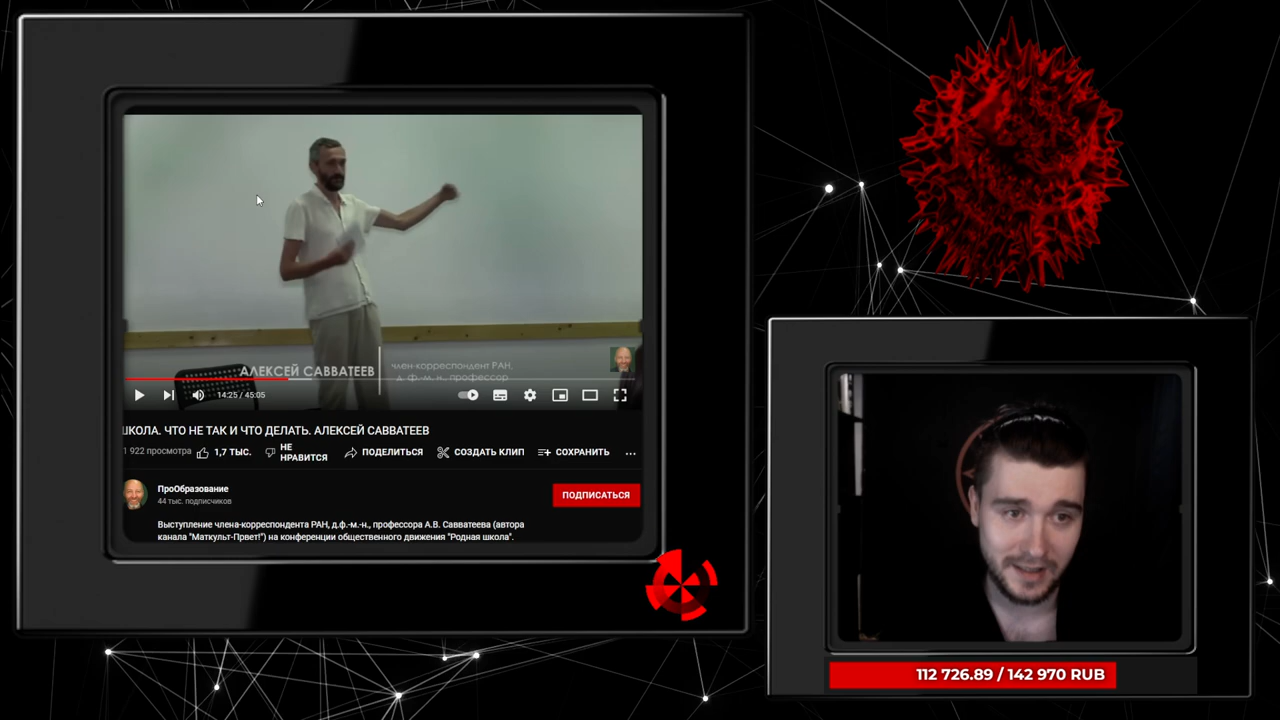 АЛЕКСЕЙ САВВАТЕЕВ
член-корреспондент РАН,
д. ф.-м. н., профессор
14:25 / 45:05
ШКОЛА. ЧТО НЕ ТАК И ЧТО ДЕЛАТЬ. АЛЕКСЕЙ САВВАТЕЕВ
1 922 просмотра
1,7 ТЫС.
НЕ
НРАВИТСЯ
ПОДЕЛИТЬСЯ
СОЗДАТЬ КЛИП
СОХРАНИТЬ
ПроОбразование
44 тыс. подписчиков
ПОДПИСАТЬСЯ
Выступление члена-корреспондента РАН, д.ф.-м.-н., профессора А.В. Савватеева (автора
канала "Маткульт-Првет!") на конференции общественного движения "Родная школа".
112 726.89 / 142 970 RUB